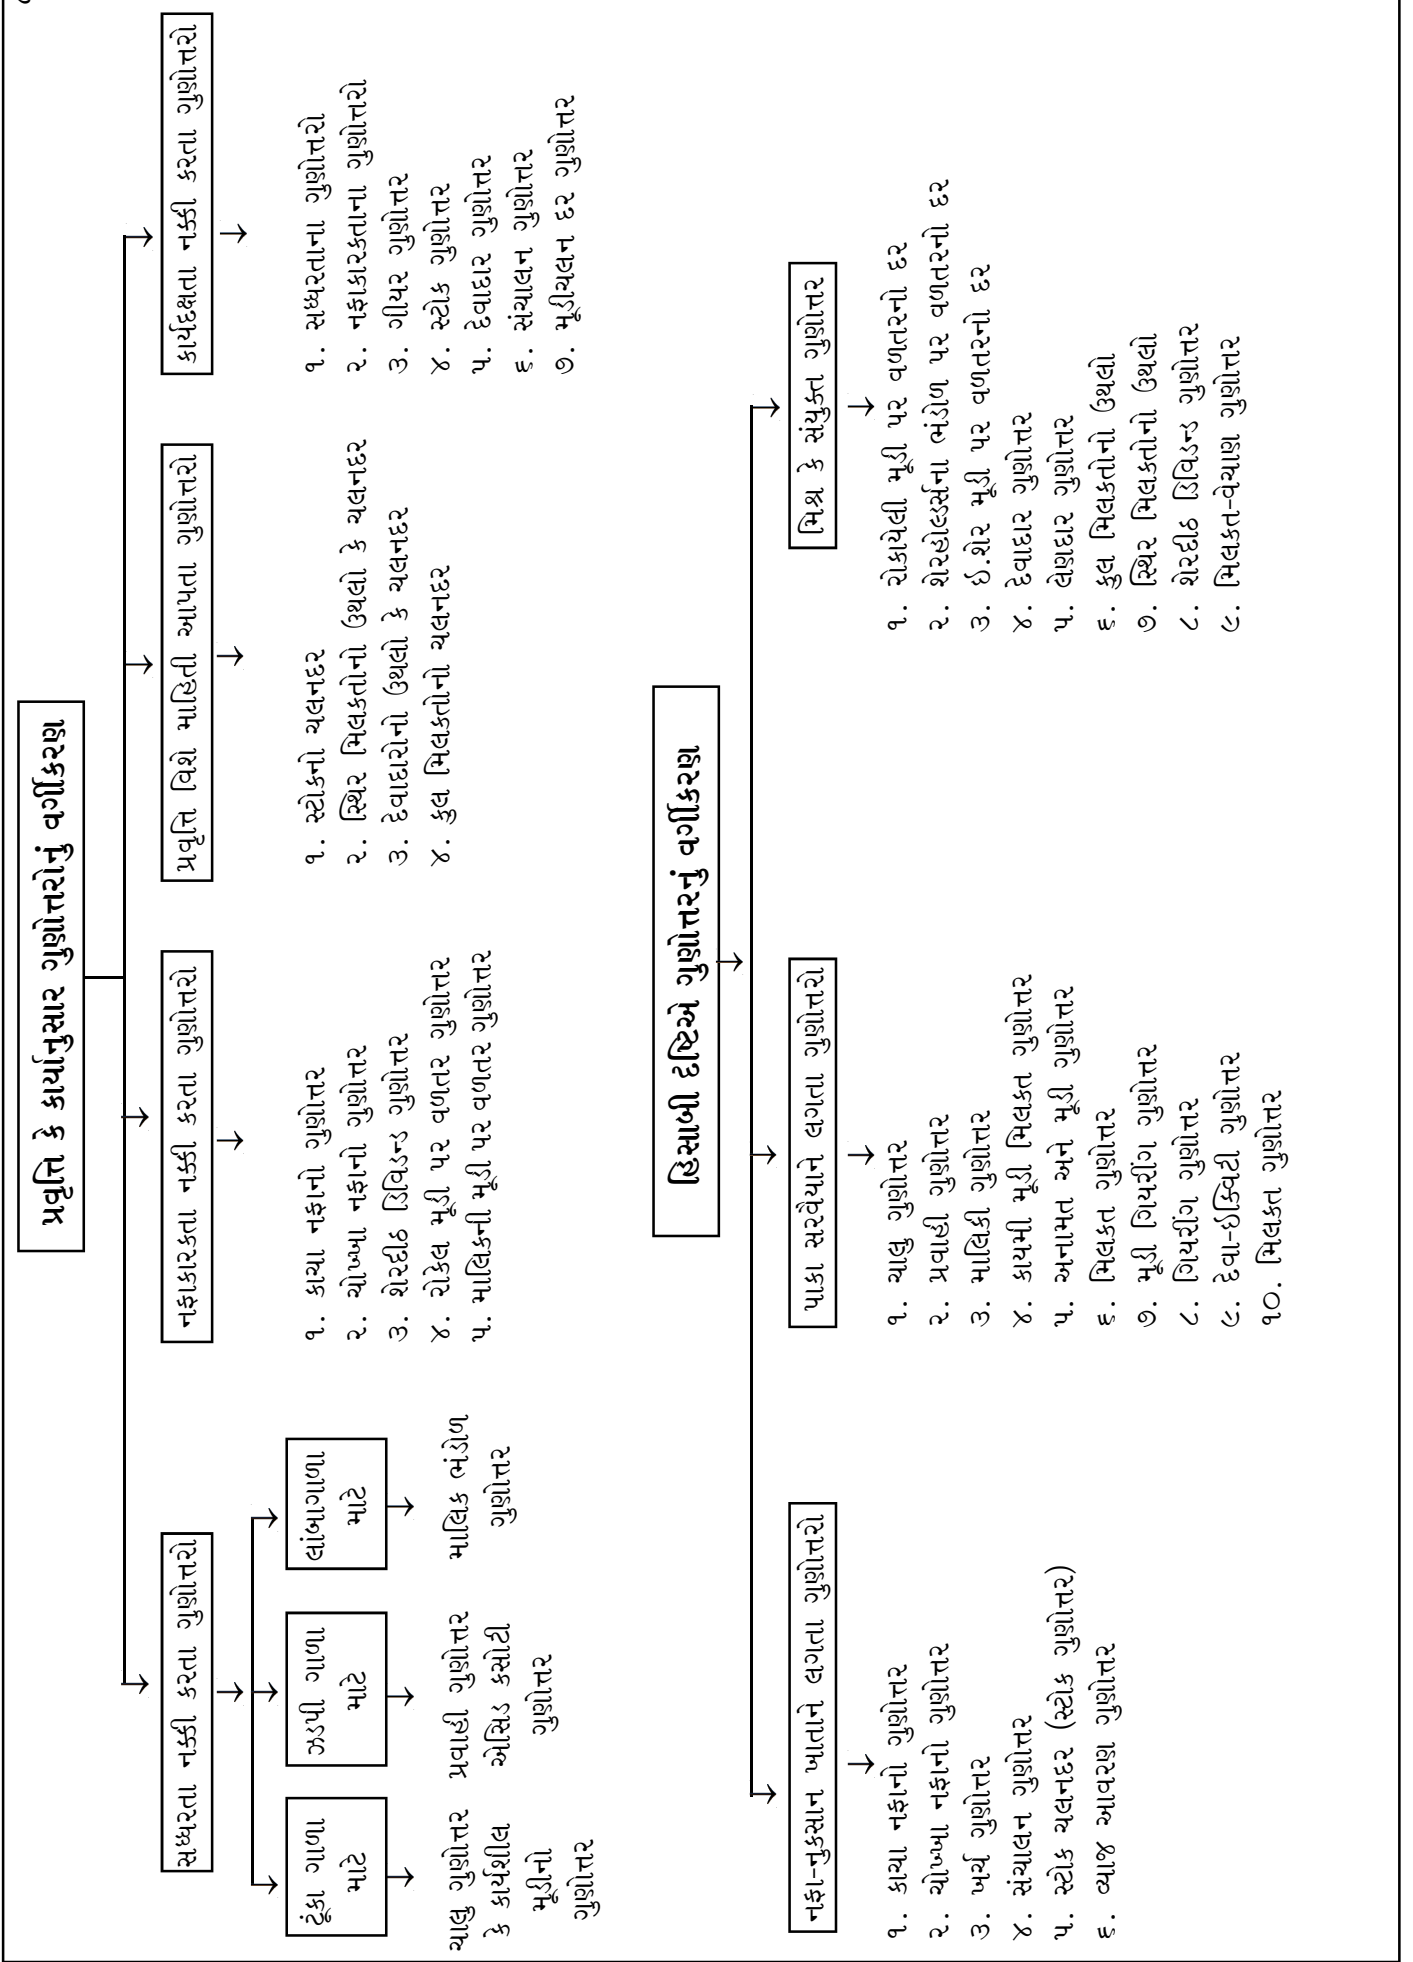 પ્રવૃત્તિ કે કાર્યાનુસાર ગુણોત્તરોનું વર્ગીકરણ
સધ્ધરતા નક્કી કરતા ગુણોત્તરો
ટૂંકા ગાળા
માટે
ચાલુ ગુણોત્તર
કે કાર્યશીલ
મૂડીનો
ગુણોત્તર
ઝડપી ગાળા
માટે
પ્રવાહી ગુણોત્તર
એસિડ કસોટી
ગુણોત્તર
લાંબાગાળા
માટે
માલિક ભંડોળ
ગુણોત્તર
નફાકારકતા નક્કી કરતા ગુણોત્તરો
૧. કાચા નફાનો ગુણોત્તર
૨. ચોખ્ખા નફાનો ગુણોત્તર
૩. શેરદીઠ ડિવિડન્ડ ગુણોત્તર
૪. રોકેલ મૂડી પર વળતર ગુણોત્તર
૫. માલિકની મૂડી પર વળતર ગુણોત્તર
પ્રવૃત્તિ વિશે માહિતી આપતા ગુણોત્તરો
૧. સ્ટોકનો ચલનદર
૨. સ્થિર મિલકતોનો ઉથલો કે ચલનદર
૩. દેવાદારોનો ઉથલો કે ચલનદર
૪. કુલ મિલકતોનો ચલનદર
કાર્યદક્ષતા નક્કી કરતા ગુણોત્તરો
૧. સધ્ધરતાના ગુણોત્તરો
૨. નફાકારકતાના ગુણોત્તરો
૩. ગીયર ગુણોત્તર
૪. સ્ટોક ગુણોત્તર
૫. દેવાદાર ગુણોત્તર
૬. સંચાલન ગુણોત્તર
૭. મૂડીચલન દર ગુણોત્તર
હિસાબી દૃષ્ટિએ ગુણોત્તરનું વર્ગીકરણ
નફા-નુકસાન ખાતાને લગતા ગુણોત્તરો
૧. કાચા નફાનો ગુણોત્તર
૨. ચોખ્ખા નફાનો ગુણોત્તર
૩. ખર્ચ ગુણોત્તર
૪. સંચાલન ગુણોત્તર
૫. સ્ટોક ચલનદર (સ્ટોક ગુણોત્તર)
૬. વ્યાજ આવરણ ગુણોત્તર
પાકા સરવૈયાને લગતા ગુણોત્તરો
૧. ચાલુ ગુણોત્તર
૨. પ્રવાહી ગુણોત્તર
૩. માલિકી ગુણોત્તર
૪. કાયમી મૂડી મિલકત ગુણોત્તર
૫. અનામત અને મૂડી ગુણોત્તર
૬. મિલકત ગુણોત્તર
૭. મૂડી ગિયરીંગ ગુણોત્તર
૮. ગિયરીંગ ગુણોત્તર
૯. દેવા-ઈક્વિટી ગુણોત્તર
૧૦. મિલકત ગુણોત્તર
મિશ્ર કે સંયુક્ત ગુણોત્તર
૧. રોકાયેલી મૂડી પર વળતરનો દર
૨. શેરહોલ્ડર્સના ભંડોળ પર વળતરનો દર
૩. ઈ.શેર મૂડી પર વળતરનો દર
૪. દેવાદાર ગુણોત્તર
૫. લેણદાર ગુણોત્તર
૬. કુલ મિલકતોનો ઉથલો
૭. સ્થિર મિલકતોનો ઉથલો
૮. શેરદીઠ ડિવિડન્ડ ગુણોત્તર
૯. મિલકત-વેચાણ ગુણોત્તર